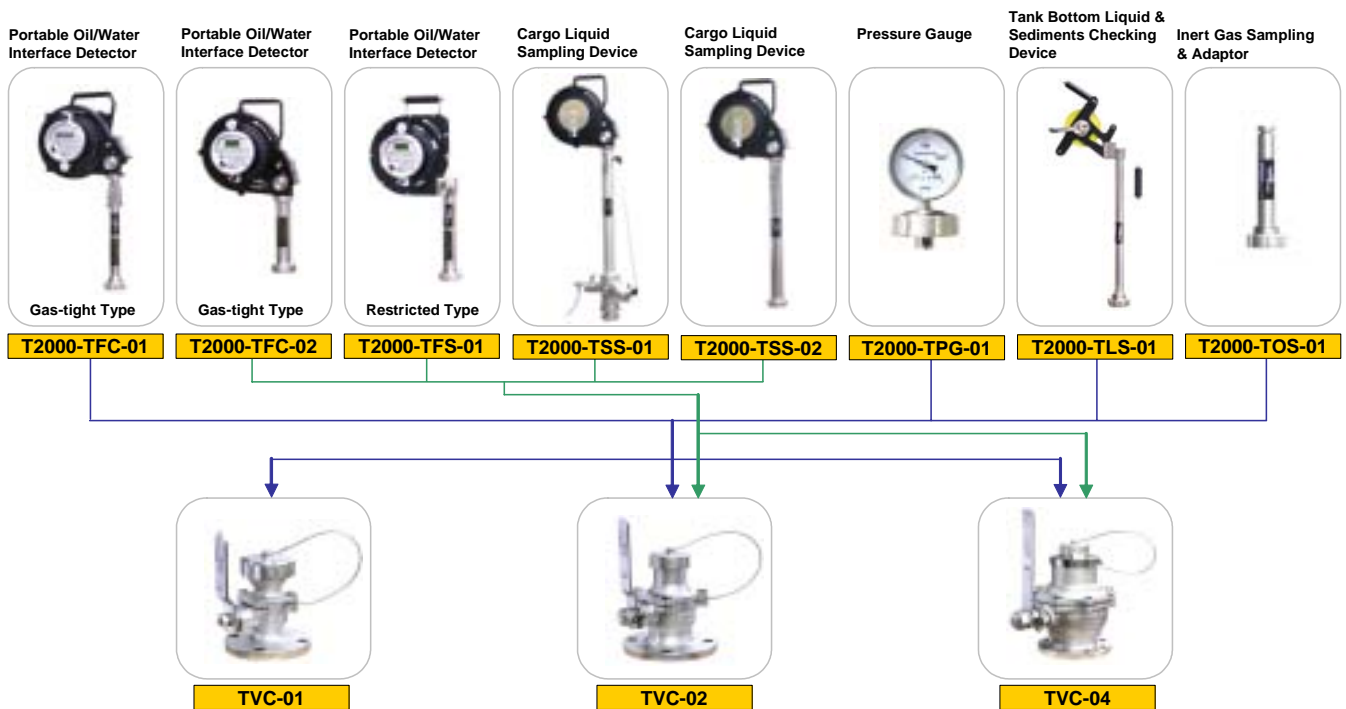 Portable Oil/Water
Interface Detector
Portable Oil/Water
Interface Detector
Portable Oil/Water
Interface Detector
Cargo Liquid
Sampling Device
Cargo Liquid
Sampling Device
Pressure Gauge
Tank Bottom Liquid &
Sediments Checking
Device
Inert Gas Sampling
& Adaptor
Gas-tight Type
Gas-tight Type
Restricted Type
T2000-TFC-01
T2000-TFC-02
T2000-TFS-01
T2000-TSS-01
T2000-TSS-02
T2000-TPG-01
T2000-TLS-01
T2000-TOS-01
TVC-01
TVC-02
TVC-04